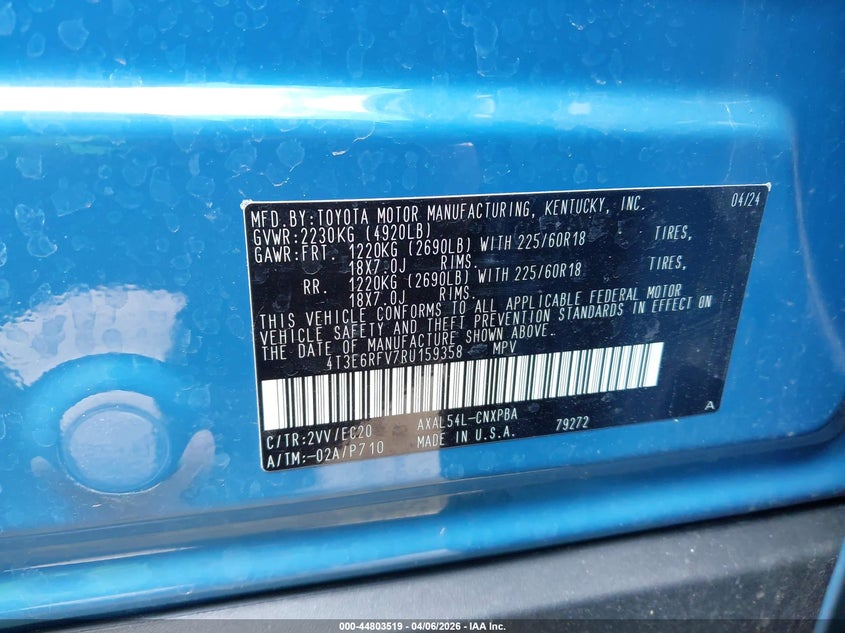 MFD.BY:TOYOTA MOTOR MANUFACTURING, KENTUCKY, INC. 04/24
GVWR:2230KG (4920LB)
GAWR:FRT. 1220KG (2690LB) WITH 225/60R18 TIRES,
18X7.0J RIMS.
RR. 1220KG (2690LB) WITH 225/60R18 TIRES,
18X7.0J RIMS.
THIS VEHICLE CONFORMS TO ALL APPLICABLE FEDERAL MOTOR
VEHICLE SAFETY AND THEFT PREVENTION STANDARDS IN EFFECT ON
THE DATE OF MANUFACTURE SHOWN ABOVE.
4T3E6RFV7RU159358 MPV
C/TR:2VV/EC20 AXAL54L-CNXPBA 79272 A
A/TM:-02A/P710 MADE IN U.S.A.
000-44803519 - 04/06/2026 - IAA Inc.